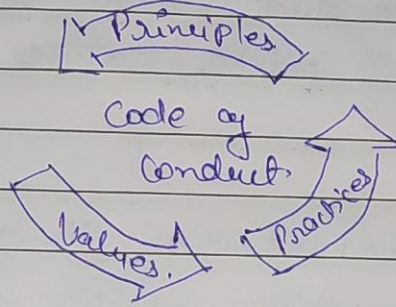 Principles
Code of
Conduct.
Values.
Practices